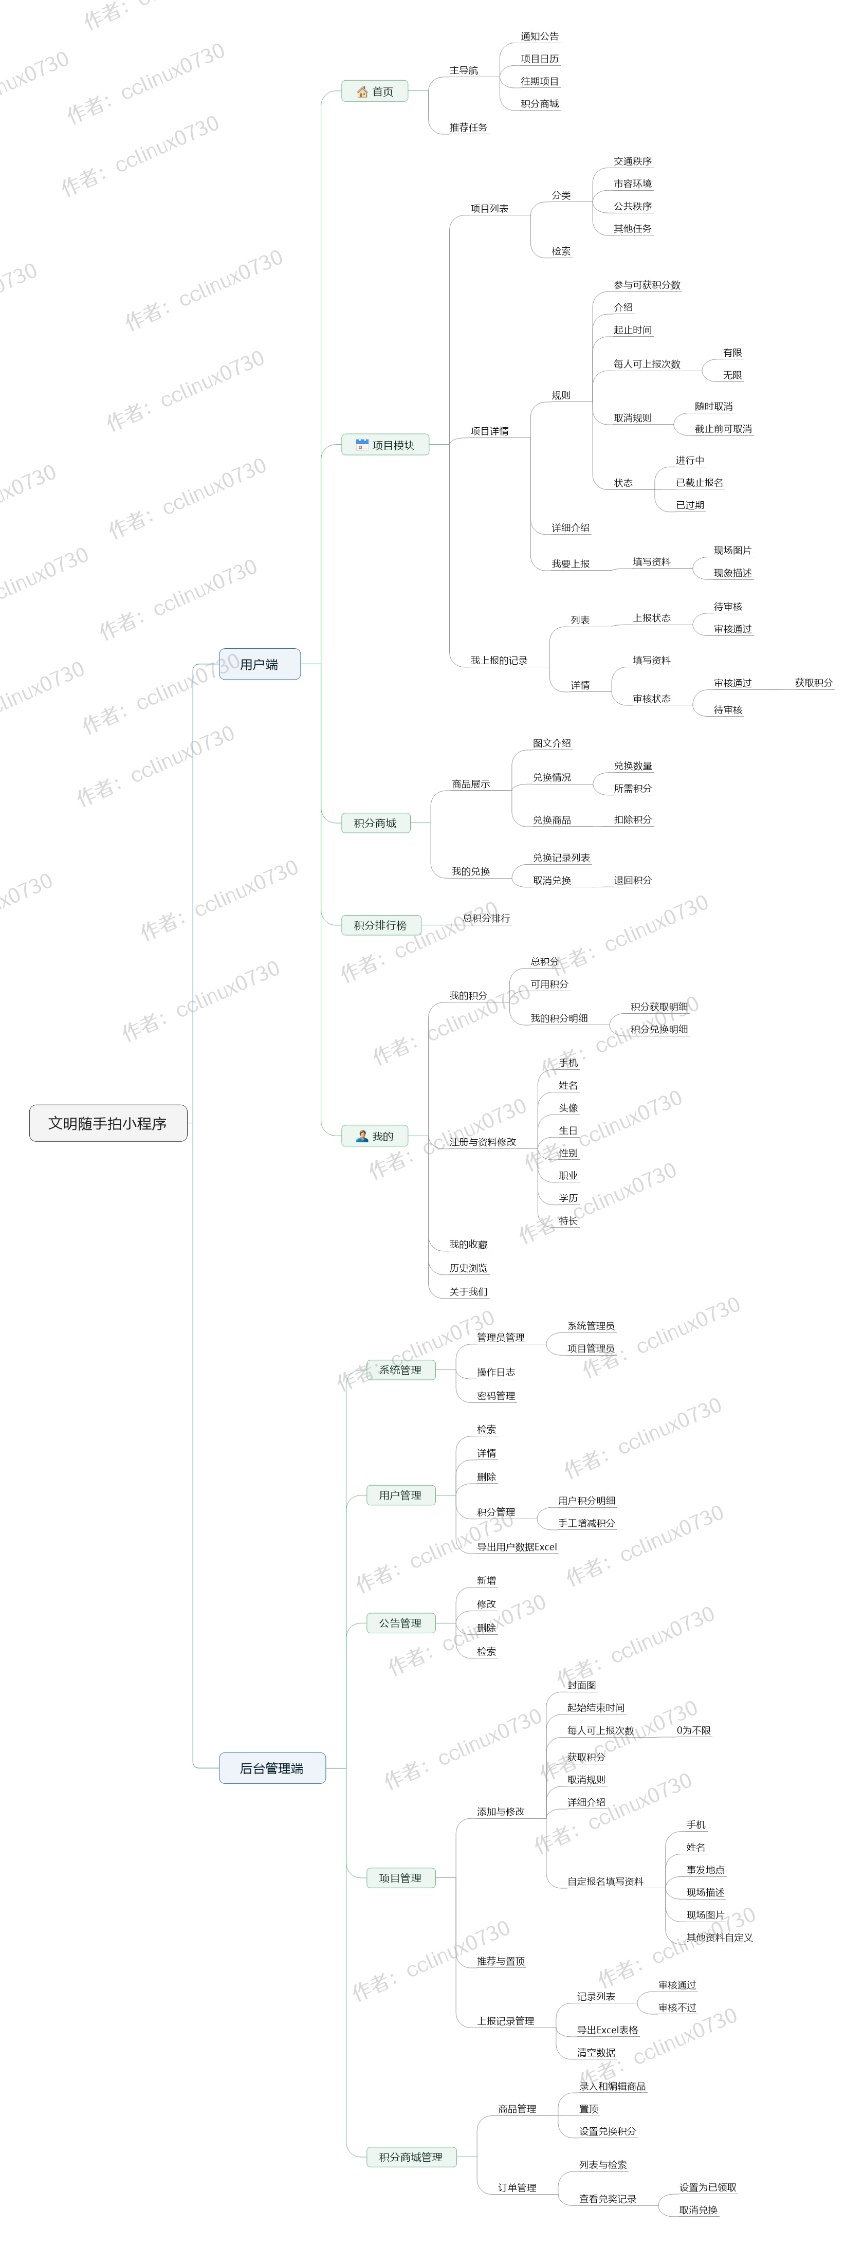 文明随手拍小程序
用户端
首页
主导航
通知公告
项目日历
往期项目
积分商城
推荐任务
项目模块
项目列表
分类
交通秩序
市容环境
公共秩序
其他任务
检索
项目详情
规则
参与可获积分数
介绍
起止时间
每人可上报次数
有限
无限
取消规则
随时取消
截止前可取消
状态
进行中
已截止报名
已过期
详细介绍
我要上报
填写资料
现场图片
现象描述
我上报的记录
列表
上报状态
待审核
审核通过
详情
填写资料
审核状态
审核通过
获取积分
待审核
积分商城
商品展示
图文介绍
兑换情况
兑换数量
所需积分
兑换商品
扣除积分
我的兑换
兑换记录列表
取消兑换
退回积分
积分排行榜
总积分排行
我的
我的积分
总积分
可用积分
我的积分明细
积分获取明细
积分兑换明细
注册与资料修改
手机
姓名
头像
生日
性别
职业
学历
特长
我的收藏
历史浏览
关于我们
后台管理端
系统管理
管理员管理
系统管理员
项目管理员
操作日志
密码管理
用户管理
检索
详情
删除
积分管理
用户积分明细
手工增减积分
导出用户数据Excel
公告管理
新增
修改
删除
检索
项目管理
添加与修改
封面图
起始结束时间
每人可上报次数
0为不限
获取积分
取消规则
详细介绍
自定报名填写资料
手机
姓名
事发地点
现场描述
现场图片
其他资料自定义
推荐与置顶
上报记录管理
记录列表
审核通过
审核不过
导出Excel表格
清空数据
积分商城管理
商品管理
录入和编辑商品
置顶
设置兑换积分
订单管理
列表与检索
查看兑奖记录
设置为已领取
取消兑换
作者：cclinux0730